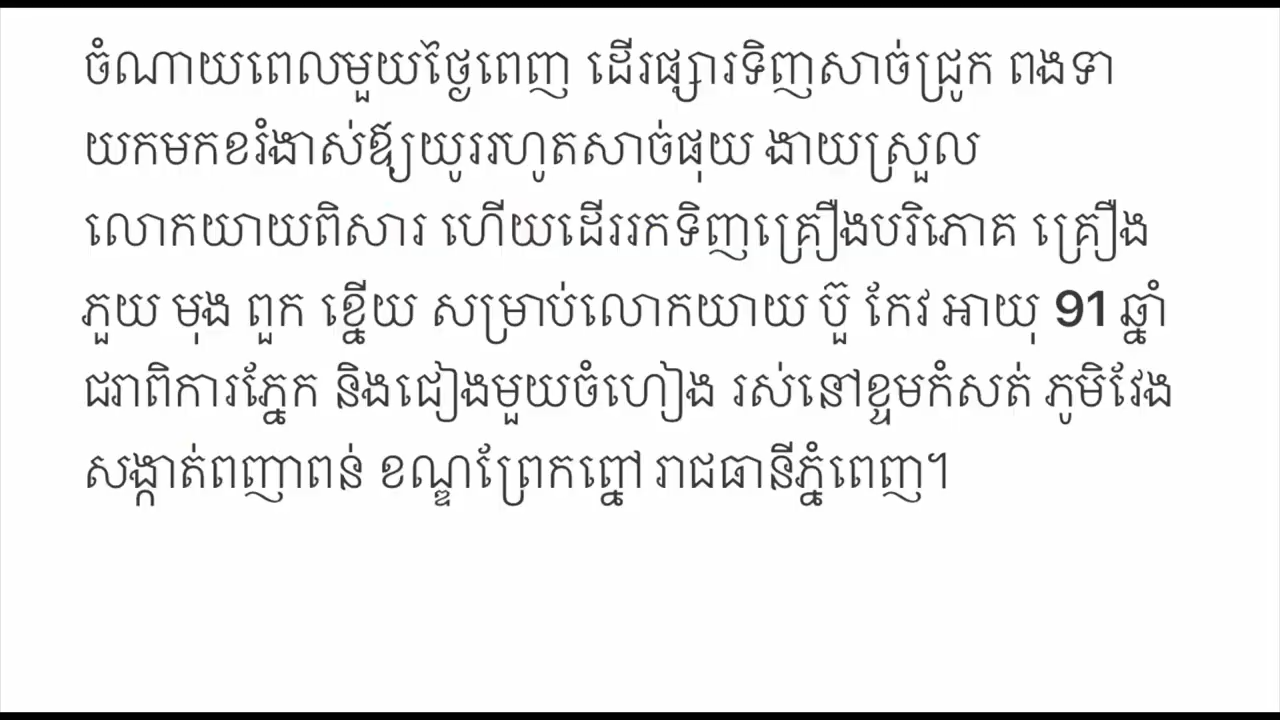 ចំណាយពេលមួយថ្ងៃពេញ ដើរផ្សារទិញសាច់ជ្រូក ពងទា
យកមកខរំងាស់ឱ្យយូររហូតសាច់ផុយ ងាយស្រួល
លោកយាយពិសារ ហើយដើររកទិញគ្រឿងបរិភោគ គ្រឿង
ភួយ មុង ពួក ខ្នើយ សម្រាប់លោកយាយ ប៊ួ កែវ អាយុ 91 ឆ្នាំ
ជរាពិការភ្នែក និងជៀងមួយចំហៀង រស់នៅខ្ទមកំសត់ ភូមិវែង
សង្កាត់ពញាពន់ ខណ្ឌព្រែកព្នៅ រាជធានីភ្នំពេញ។